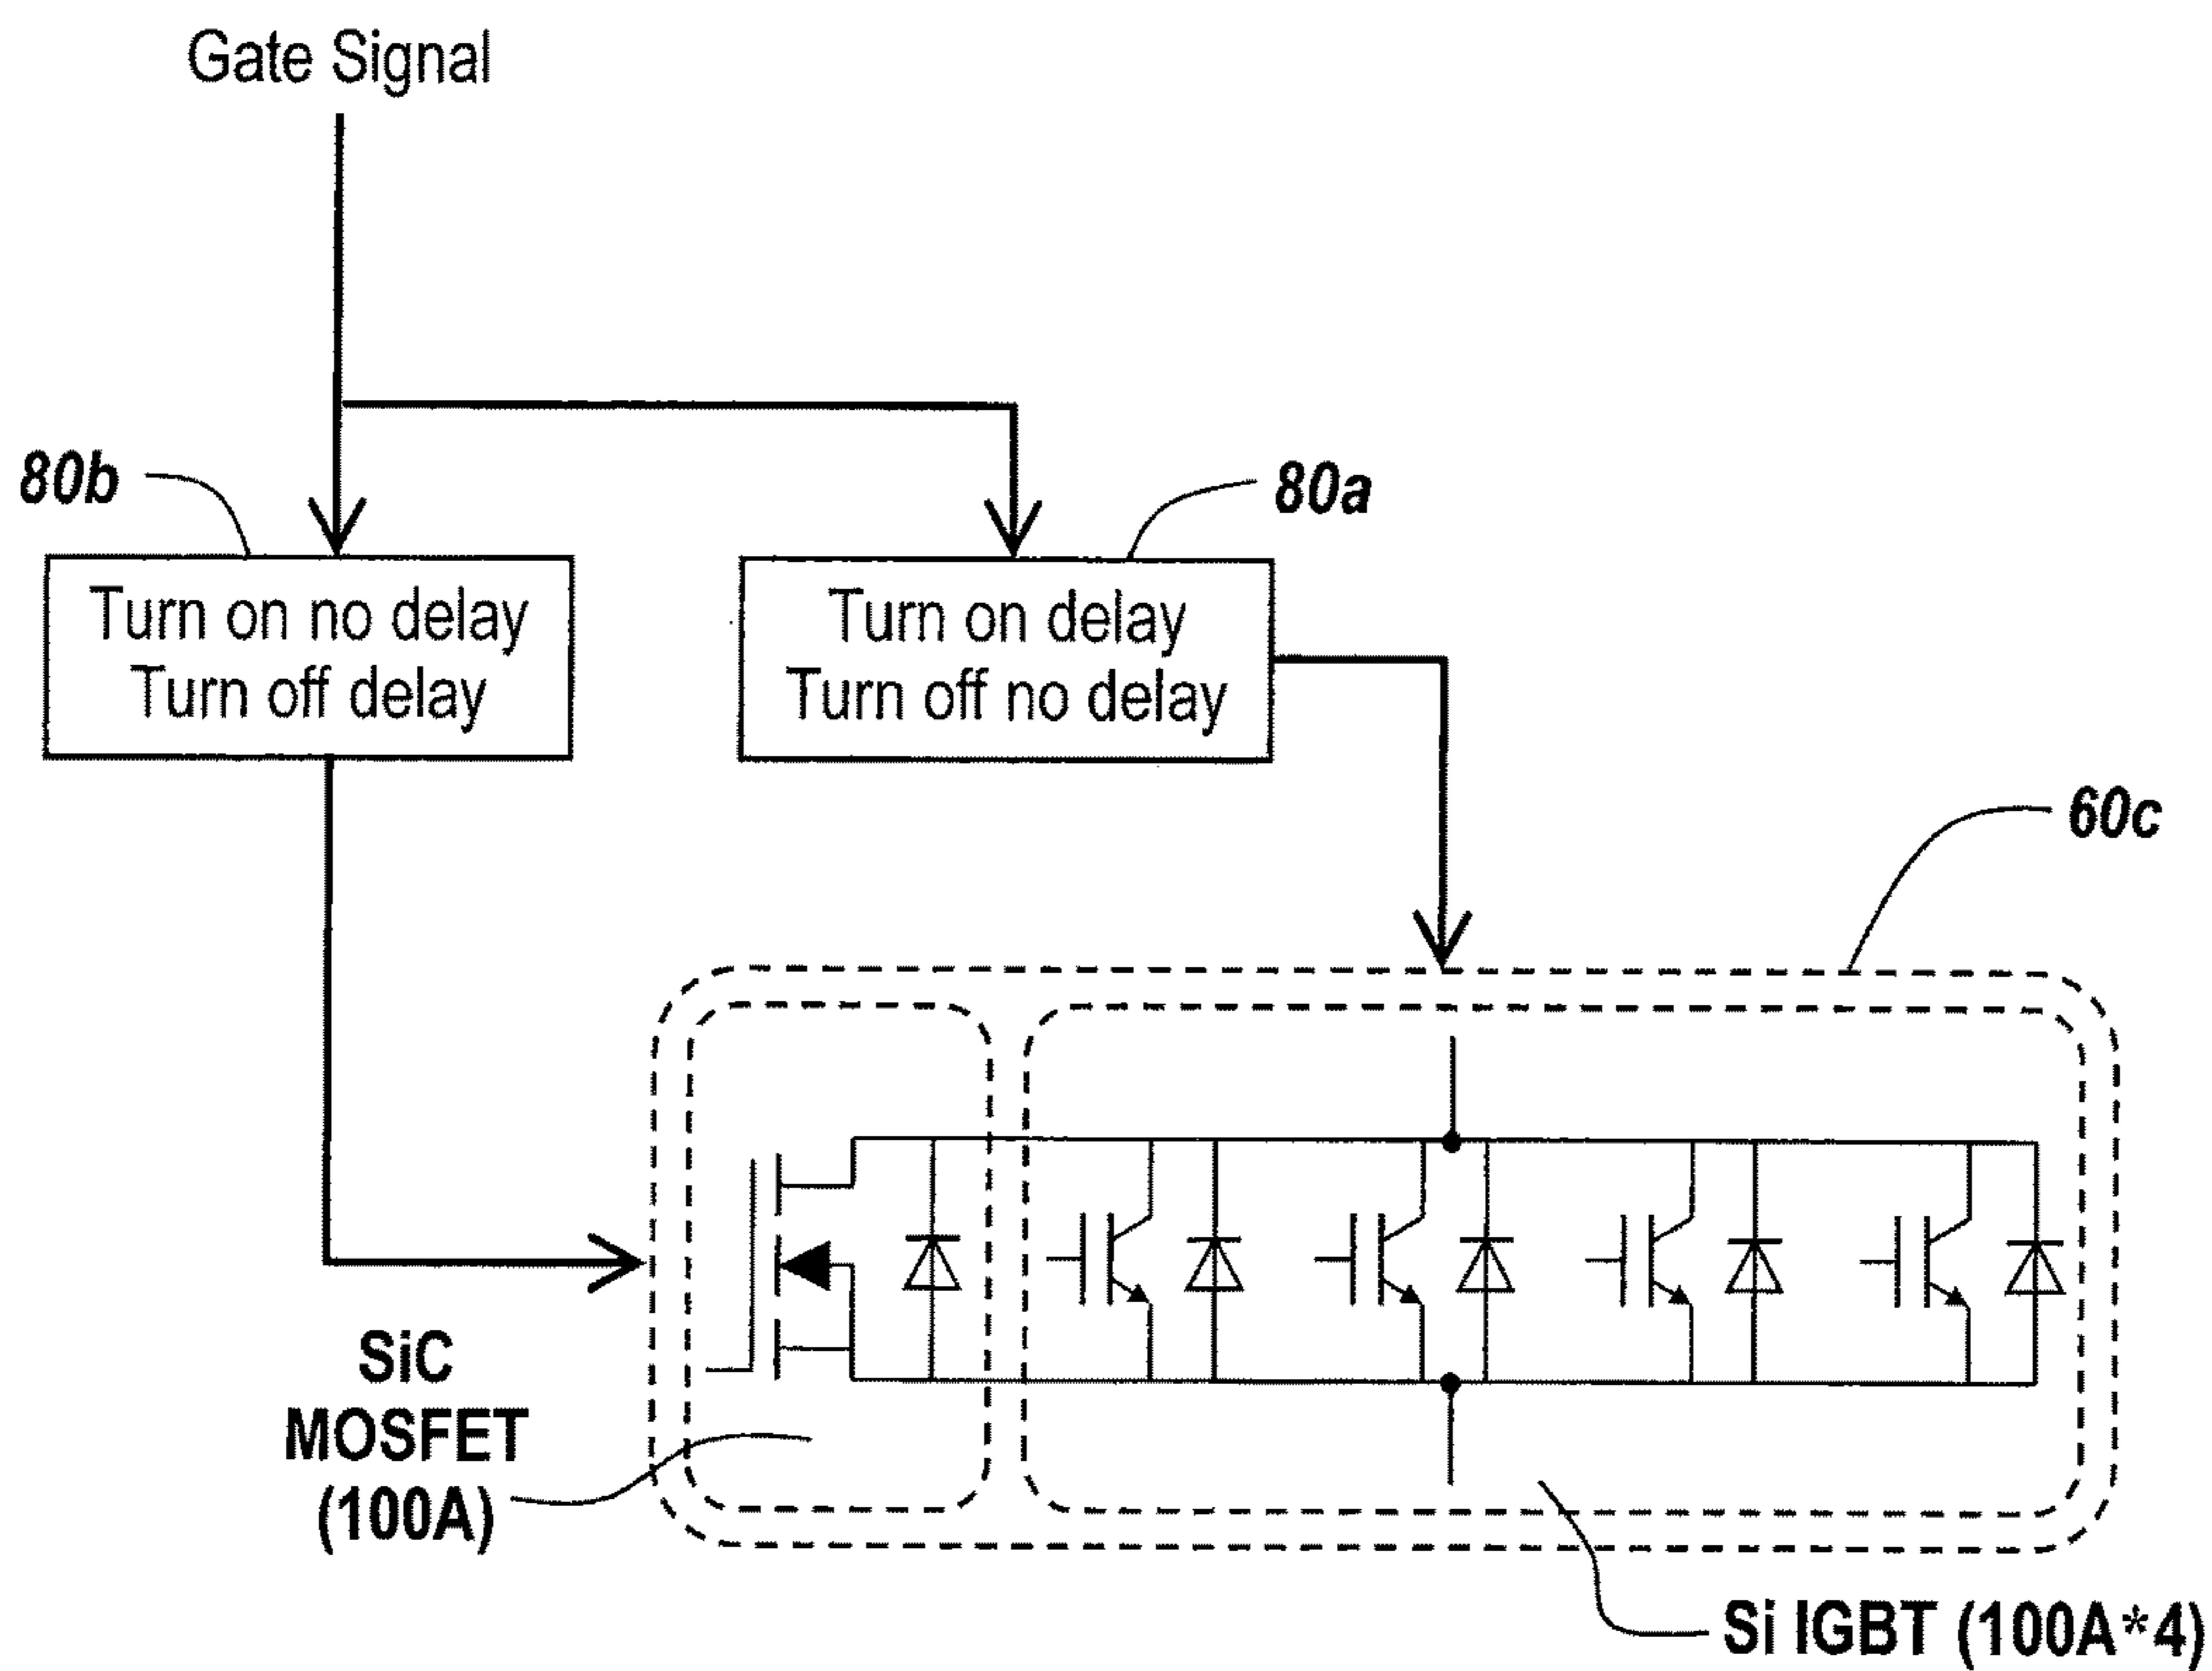 Gate Signal
80b
80a
Turn on no delay
Turn off delay
Turn on delay
Turn off no delay
60c
SiC
MOSFET
(100A)
Si IGBT (100A*4)